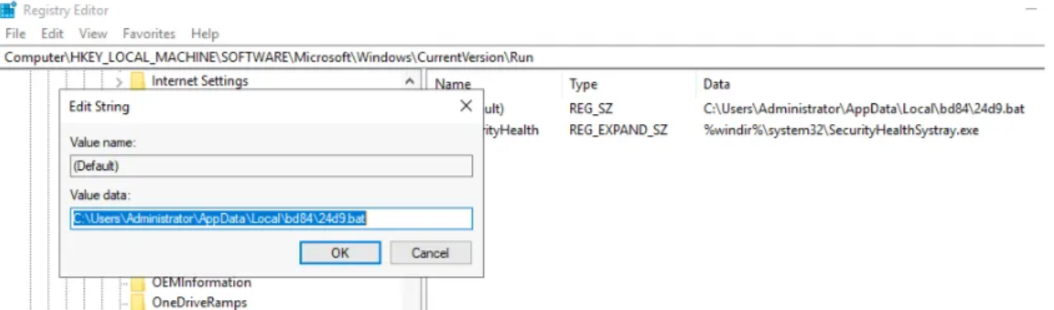 Registry Editor
File Edit View Favorites Help
Computer\HKEY_LOCAL_MACHINE\SOFTWARE\Microsoft\Windows\CurrentVersion\Run
Internet Settings
Name Type Data
Edit String
ult) REG_SZ C:\Users\Administrator\AppData\Local\bd84\24d9.bat
rityHealth REG_EXPAND_SZ %windir%\system32\SecurityHealthSystray.exe
Value name:
(Default)
Value data:
C:\Users\Administrator\AppData\Local\bd84\24d9.bat
OK Cancel
OEMInformation
OneDriveRamps